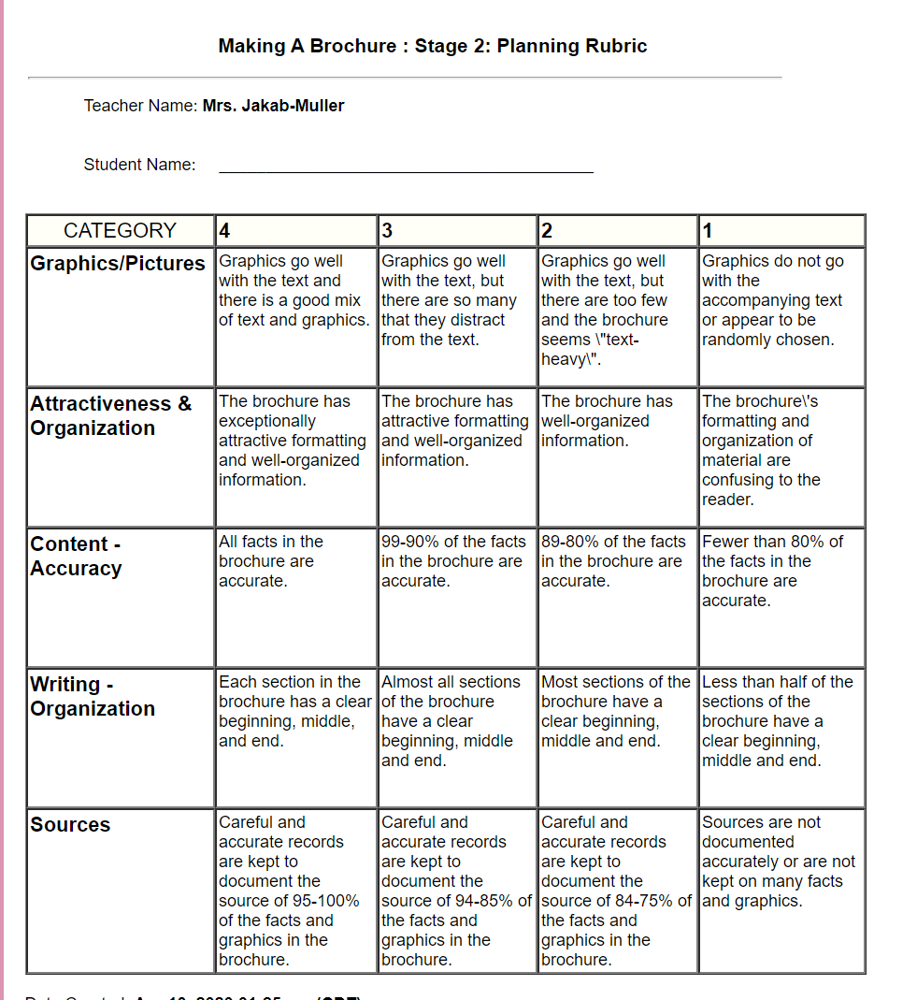 Making A Brochure : Stage 2: Planning Rubric
Teacher Name: Mrs. Jakab-Muller
Student Name:
CATEGORY 4 3 2 1
Graphics/Pictures
Graphics go well
with the text and
there is a good mix
of text and graphics.
Graphics go well
with the text, but
there are so many
that they distract
from the text.
Graphics go well
with the text, but
there are too few
and the brochure
seems \"text-
heavy\".
Graphics do not go
with the
accompanying text
or appear to be
randomly chosen.
Attractiveness &
Organization
The brochure has
exceptionally
attractive formatting
and well-organized
information.
The brochure has
attractive formatting
and well-organized
information.
The brochure has
well-organized
information.
The brochure\'s
formatting and
organization of
material are
confusing to the
reader.
Content -
Accuracy
All facts in the
brochure are
accurate.
99-90% of the facts
in the brochure are
accurate.
89-80% of the facts
in the brochure are
accurate.
Fewer than 80% of
the facts in the
brochure are
accurate.
Writing -
Organization
Each section in the
brochure has a clear
beginning, middle,
and end.
Almost all sections
of the brochure
have a clear
beginning, middle
and end.
Most sections of the
brochure have a
clear beginning,
middle and end.
Less than half of the
sections of the
brochure have a
clear beginning,
middle and end.
Sources
Careful and
accurate records
are kept to
document the
source of 95-100%
of the facts and
graphics in the
brochure.
Careful and
accurate records
are kept to
document the
source of 94-85% of
the facts and
graphics in the
brochure.
Careful and
accurate records
are kept to
document the
source of 84-75% of
the facts and
graphics in the
brochure.
Sources are not
documented
accurately or are not
kept on many facts
and graphics.